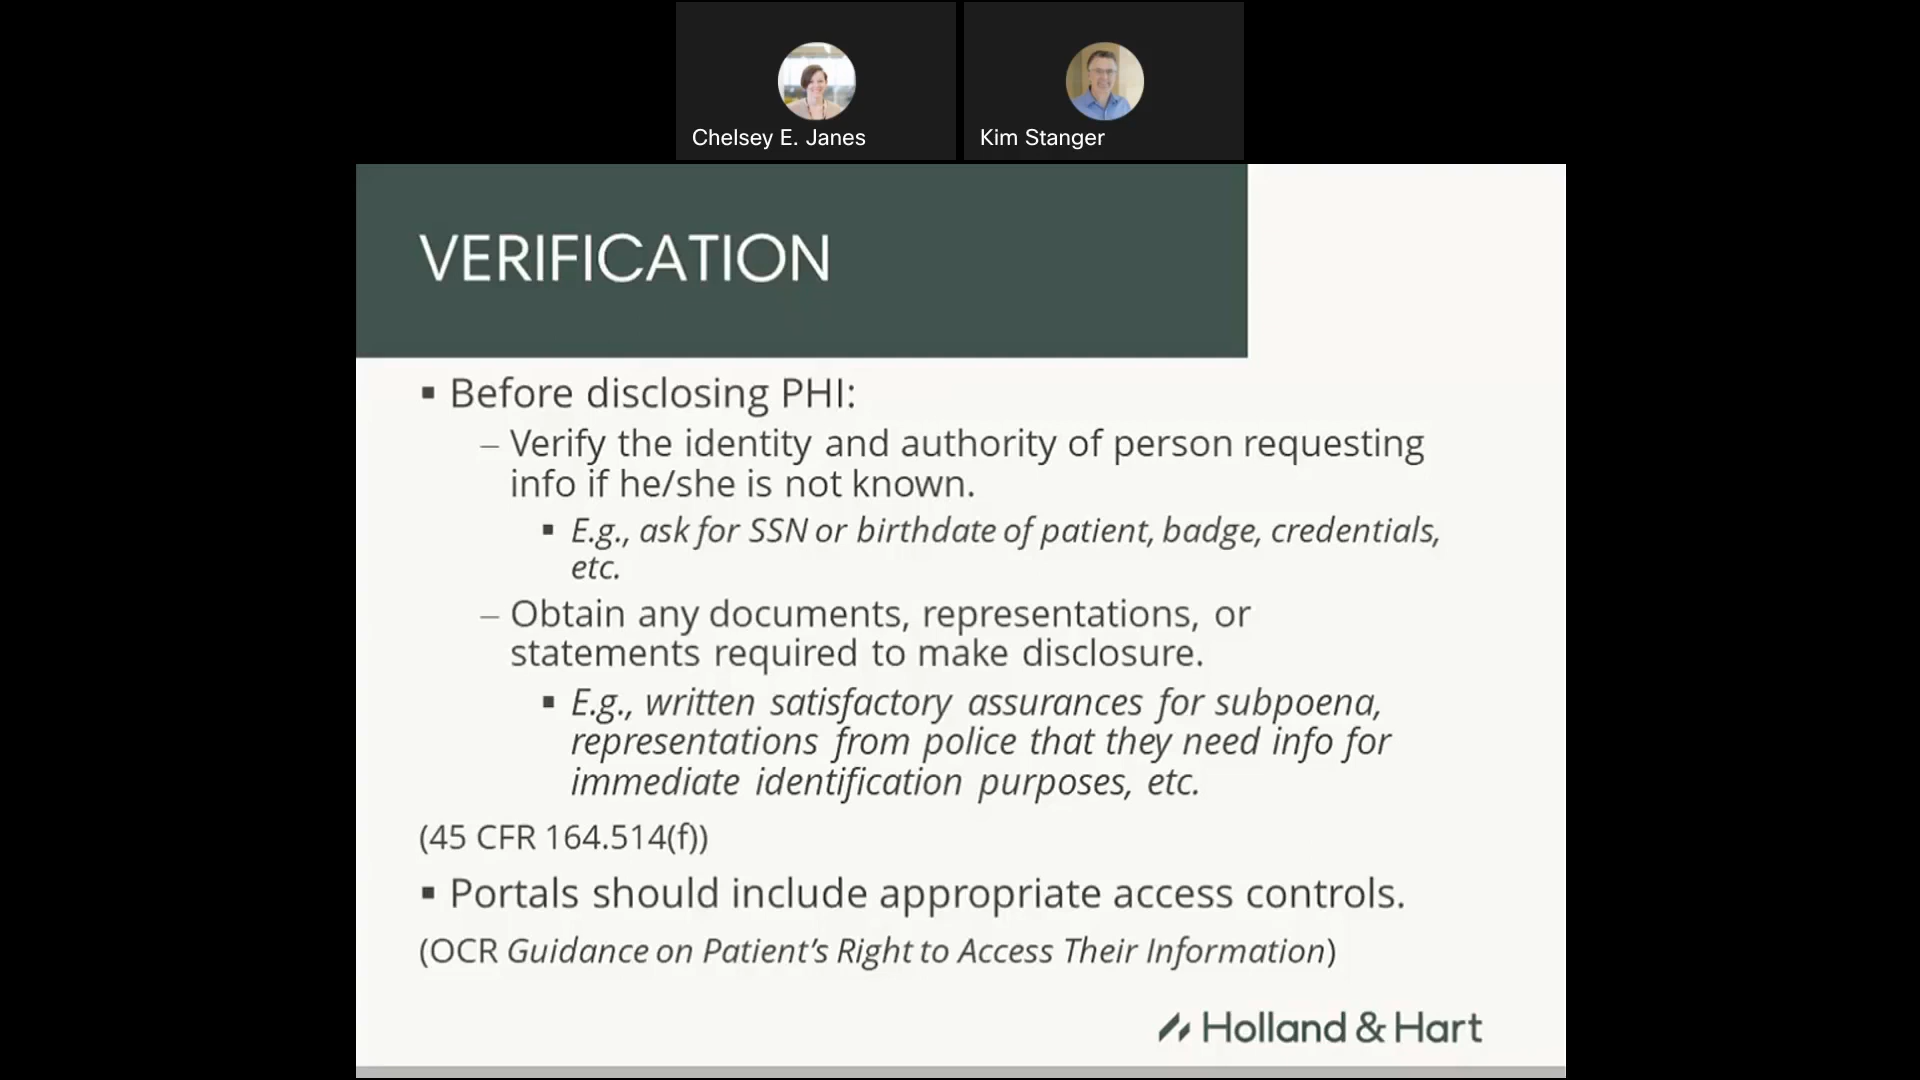 Chelsey E. Janes
Kim Stanger
VERIFICATION
▪ Before disclosing PHI:
– Verify the identity and authority of person requesting
info if he/she is not known.
▪ E.g., ask for SSN or birthdate of patient, badge, credentials,
etc.
– Obtain any documents, representations, or
statements required to make disclosure.
▪ E.g., written satisfactory assurances for subpoena,
representations from police that they need info for
immediate identification purposes, etc.
(45 CFR 164.514(f))
▪ Portals should include appropriate access controls.
(OCR Guidance on Patient’s Right to Access Their Information)
Holland & Hart